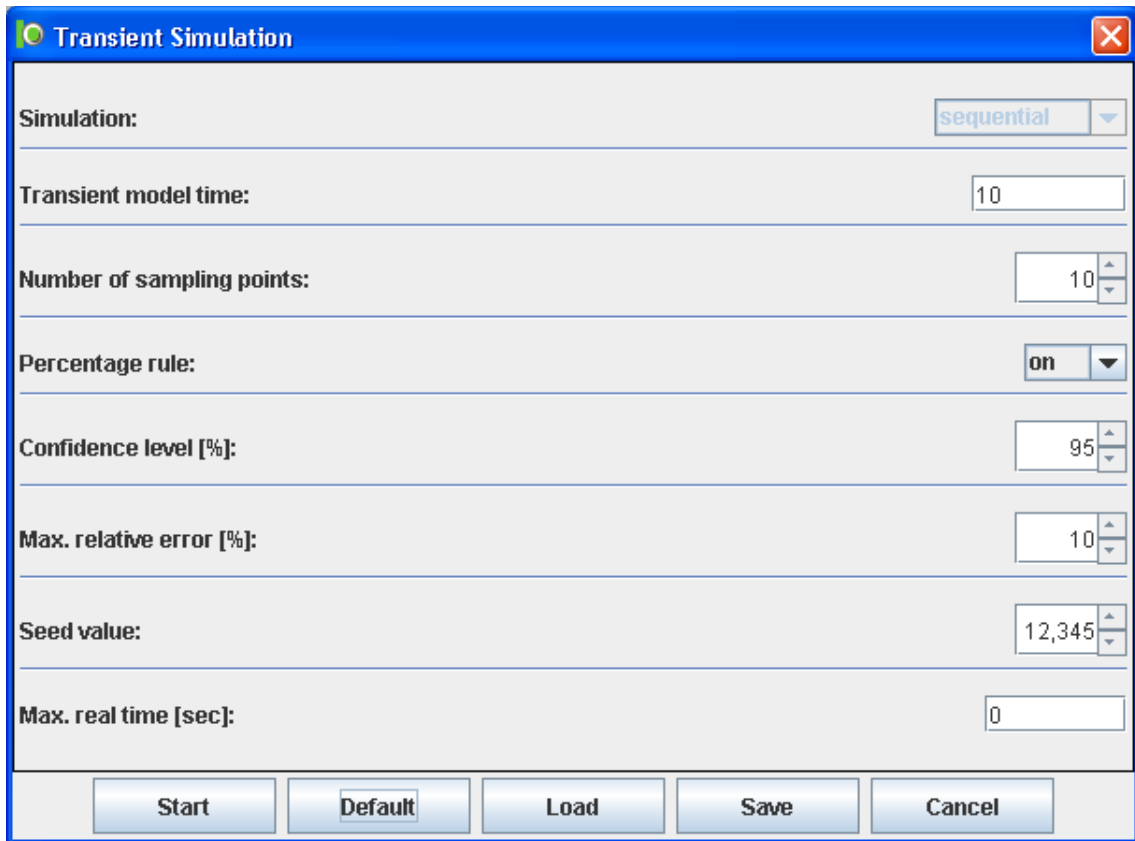 Transient Simulation
Simulation: sequential
Transient model time: 10
Number of sampling points: 10
Percentage rule: on
Confidence level [%]: 95
Max. relative error [%]: 10
Seed value: 12,345
Max. real time [sec]: 0
Start Default Load Save Cancel